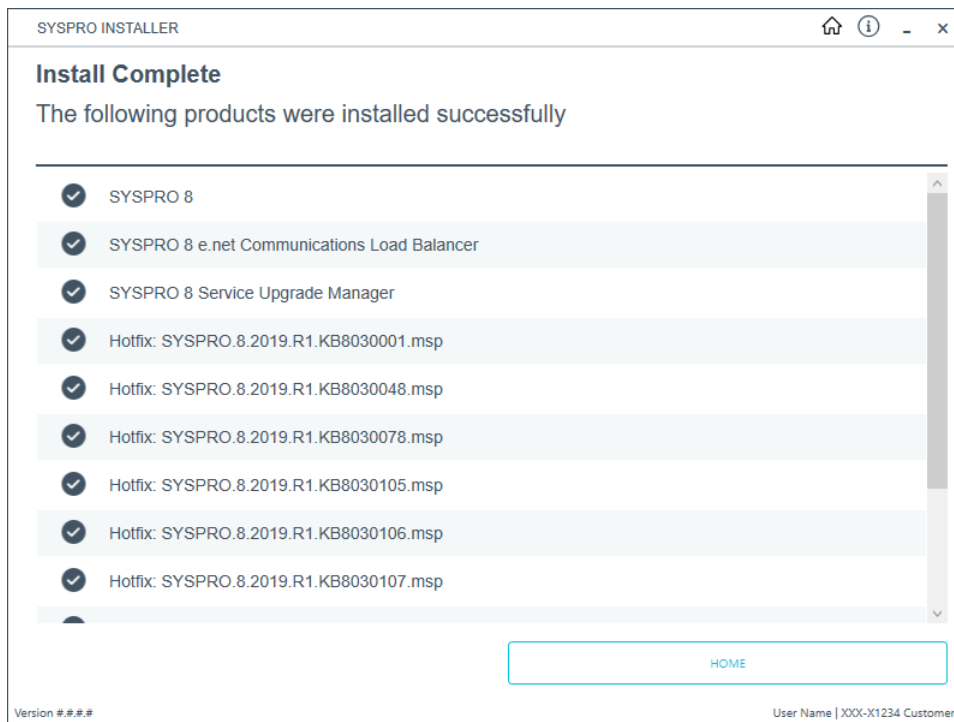 SYSPRO INSTALLER
Install Complete
The following products were installed successfully
SYSPRO 8
SYSPRO 8 e.net Communications Load Balancer
SYSPRO 8 Service Upgrade Manager
Hotfix: SYSPRO.8.2019.R1.KB8030001.msp
Hotfix: SYSPRO.8.2019.R1.KB8030048.msp
Hotfix: SYSPRO.8.2019.R1.KB8030078.msp
Hotfix: SYSPRO.8.2019.R1.KB8030105.msp
Hotfix: SYSPRO.8.2019.R1.KB8030106.msp
Hotfix: SYSPRO.8.2019.R1.KB8030107.msp
HOME
Version #.#.#.#
User Name | XXX-X1234 Customer